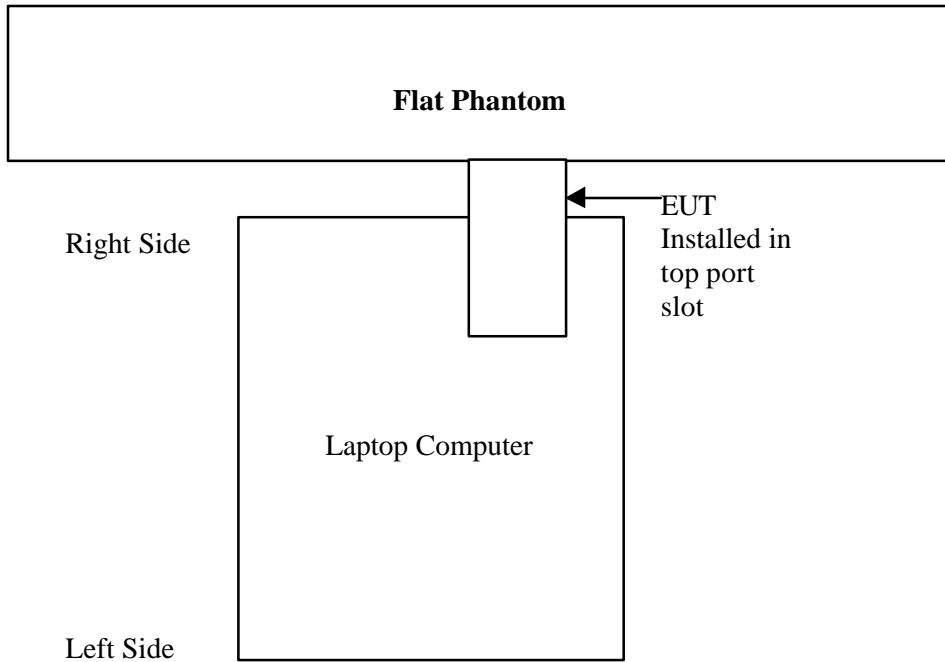 Flat Phantom
EUT
Installed in
top port
slot
Right Side
Laptop Computer
Left Side